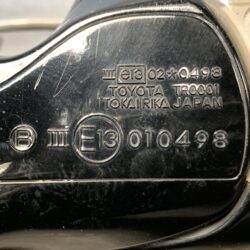 III e13 02*0498
TOYOTA TR0001
TOKAIRIKA JAPAN
B III E13 010498